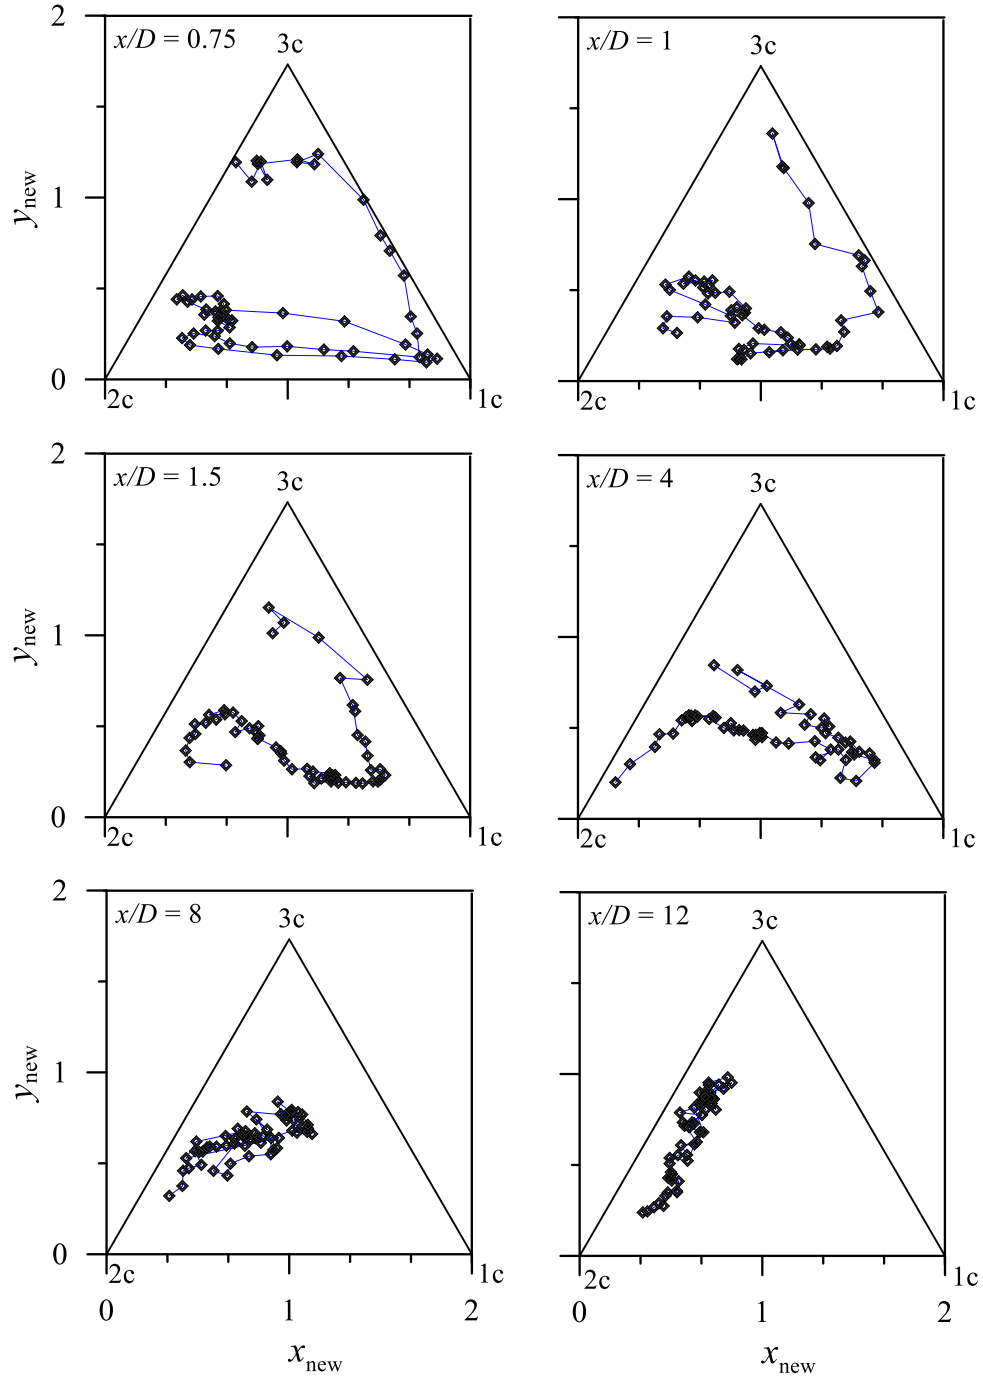 2
x/D = 0.75
3c
x/D = 1
3c
1
y_new
0
2c
1c
2c
1c
2
x/D = 1.5
3c
x/D = 4
3c
1
y_new
0
2c
1c
2c
1c
2
x/D = 8
3c
x/D = 12
3c
1
y_new
0
2c
1c
2c
1c
0
1
2
0
1
2
x_new
x_new